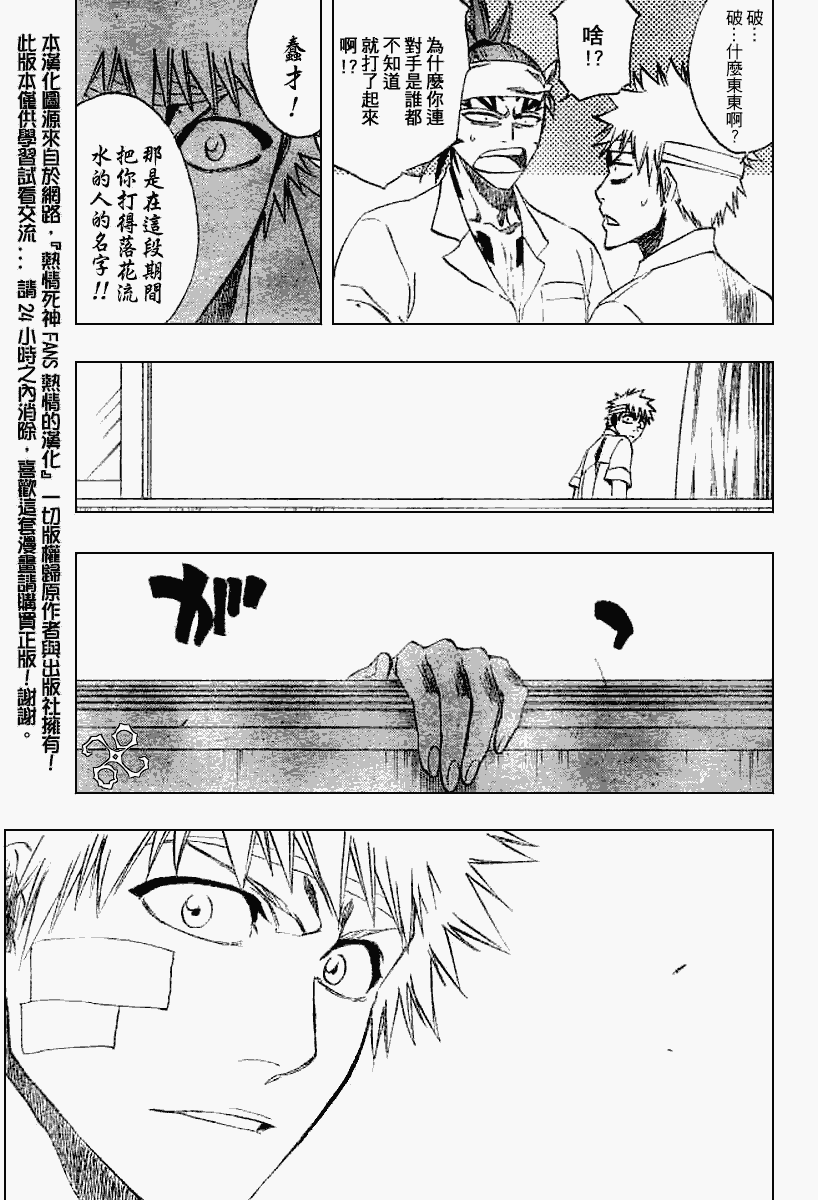 破…
破…什麼東東啊?
啥!?
為什麼你連
對手是誰都
不知道
就打了起來
啊!?
蠢才!
那是在這段期間
把你打得落花流
水的人的名字!!
ガッ
本漢化圖源來自於網路,『熱情死神FANS熱情的漢化』一切版權歸原作者與出版社擁有!
此版本僅供學習試看交流... 請24小時之內消除,喜歡這套漫畫請購買正版!謝謝。